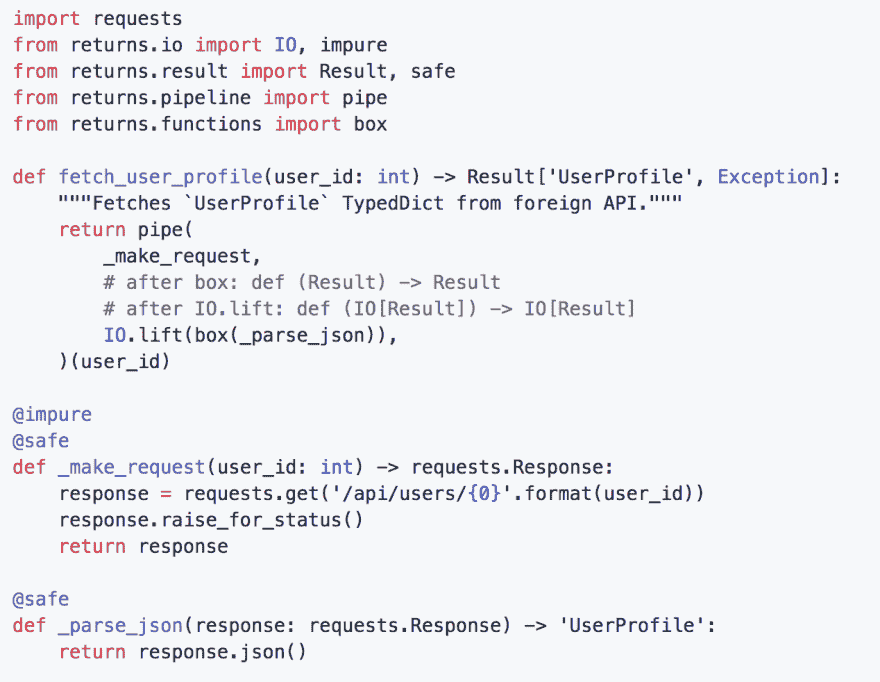 import requests
from returns.io import IO, impure
from returns.result import Result, safe
from returns.pipeline import pipe
from returns.functions import box

def fetch_user_profile(user_id: int) -> Result['UserProfile', Exception]:
    """Fetches `UserProfile` TypedDict from foreign API."""
    return pipe(
        _make_request,
        # after box: def (Result) -> Result
        # after IO.lift: def (IO[Result]) -> IO[Result]
        IO.lift(box(_parse_json)),
    )(user_id)

@impure
@safe
def _make_request(user_id: int) -> requests.Response:
    response = requests.get('/api/users/{0}'.format(user_id))
    response.raise_for_status()
    return response

@safe
def _parse_json(response: requests.Response) -> 'UserProfile':
    return response.json()